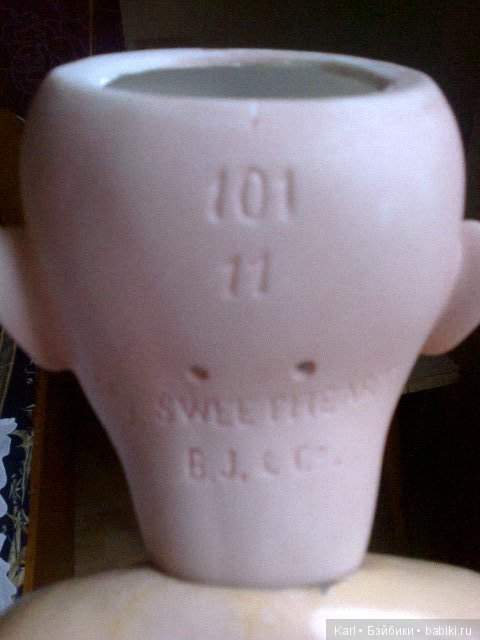 101
11
SWEETHEART
B.J. & Co.
Karl • Бэйбики • babiki.ru